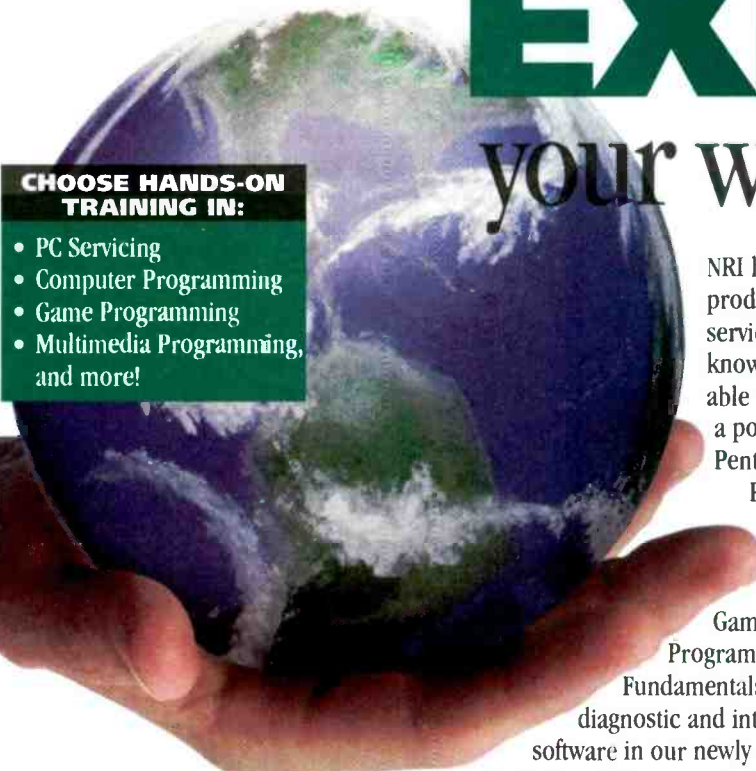 EX
your w
CHOOSE HANDS-ON
TRAINING IN:
• PC Servicing
• Computer Programming
• Game Programming
• Multimedia Programming,
and more!
NRI
prod
servi
know
able
a po
Pent
Gam
Program
Fundamentals
diagnostic and int
software in our newly